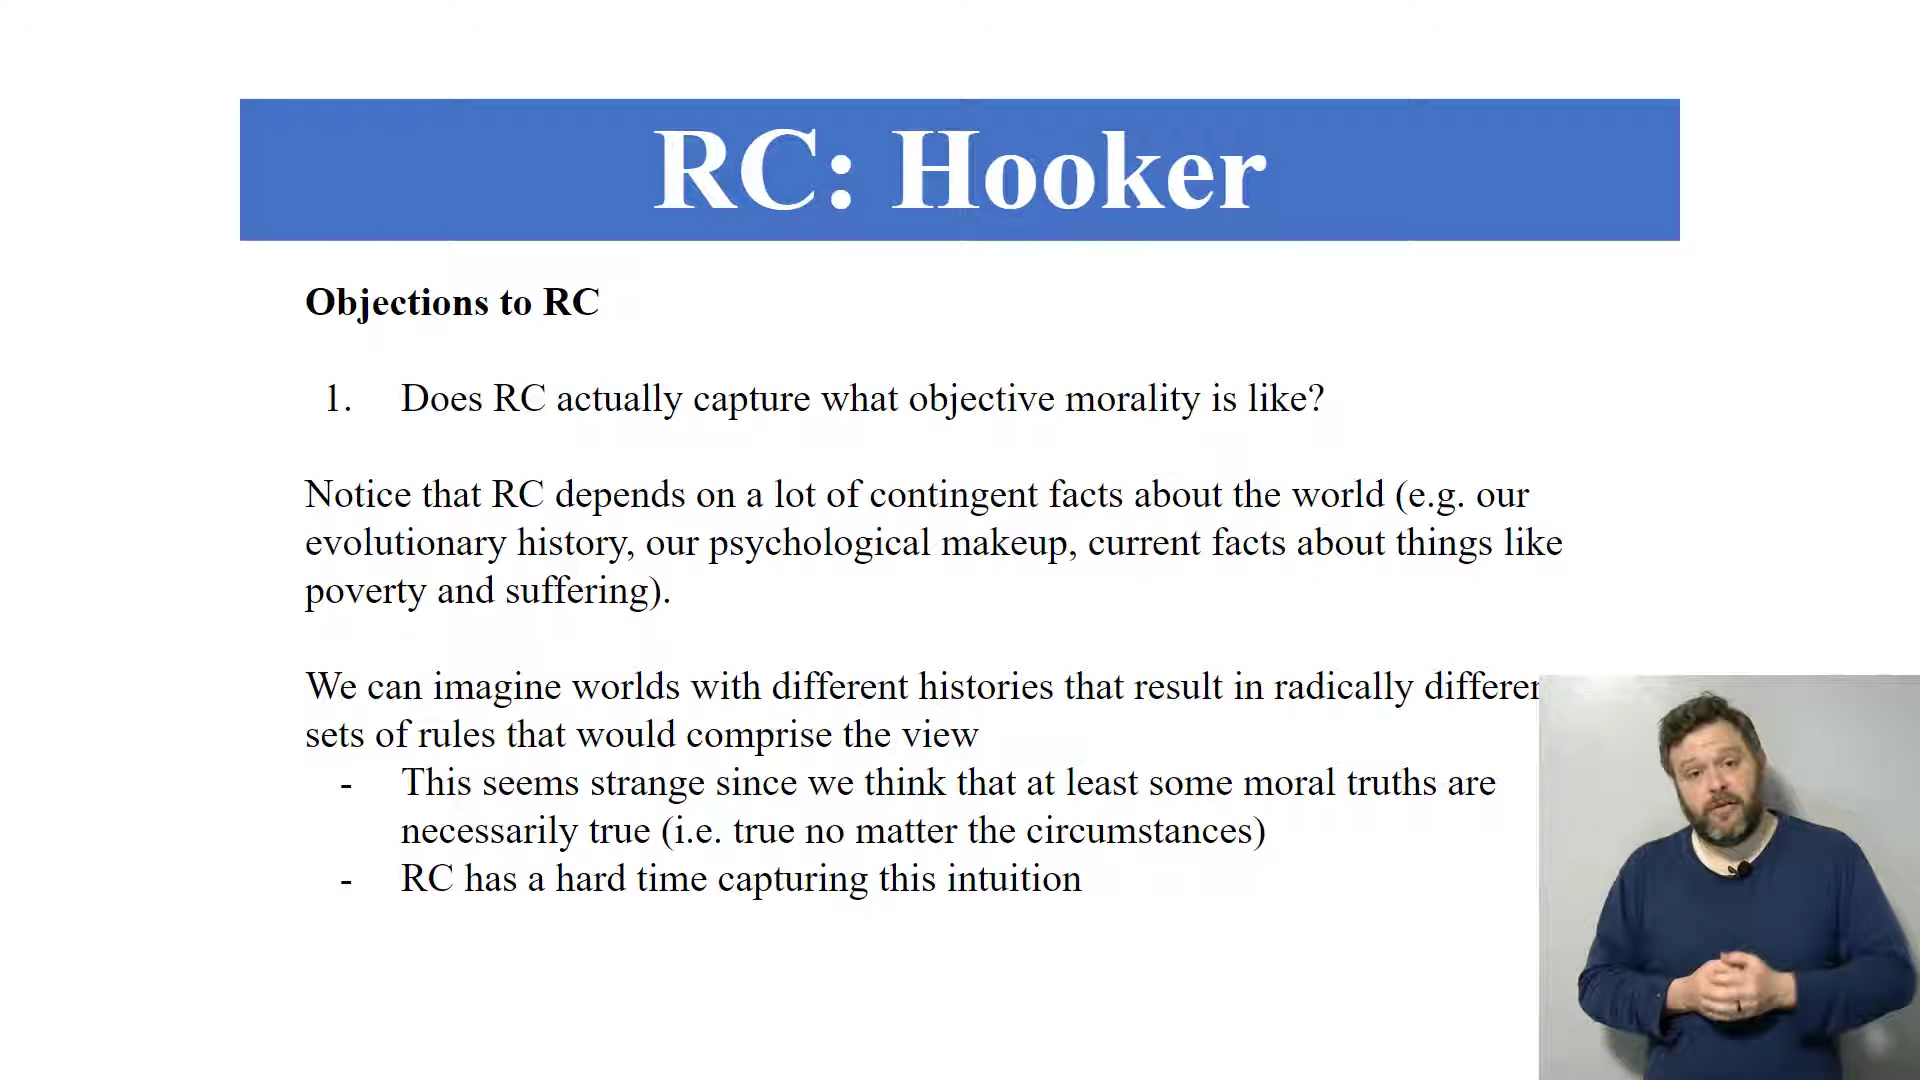 RC: Hooker
Objections to RC
1. Does RC actually capture what objective morality is like?
Notice that RC depends on a lot of contingent facts about the world (e.g. our
evolutionary history, our psychological makeup, current facts about things like
poverty and suffering).
We can imagine worlds with different histories that result in radically
sets of rules that would comprise the view
- This seems strange since we think that at least some moral truths are
necessarily true (i.e. true no matter the circumstances)
- RC has a hard time capturing this intuition